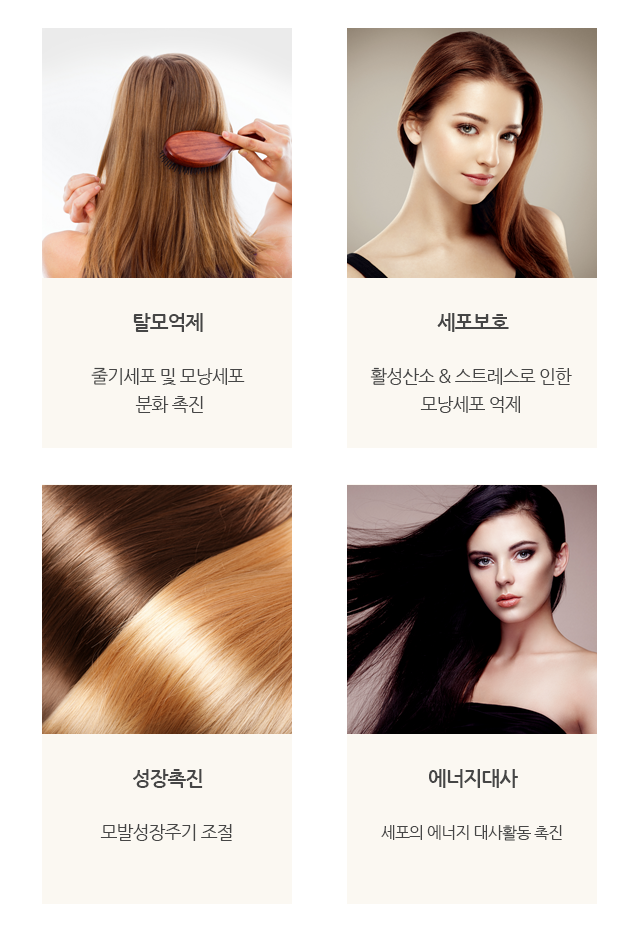 탈모억제
줄기세포 및 모낭세포
분화 촉진
세포보호
활성산소 & 스트레스로 인한
모낭세포 억제
성장촉진
모발성장주기 조절
에너지대사
세포의 에너지 대사활동 촉진